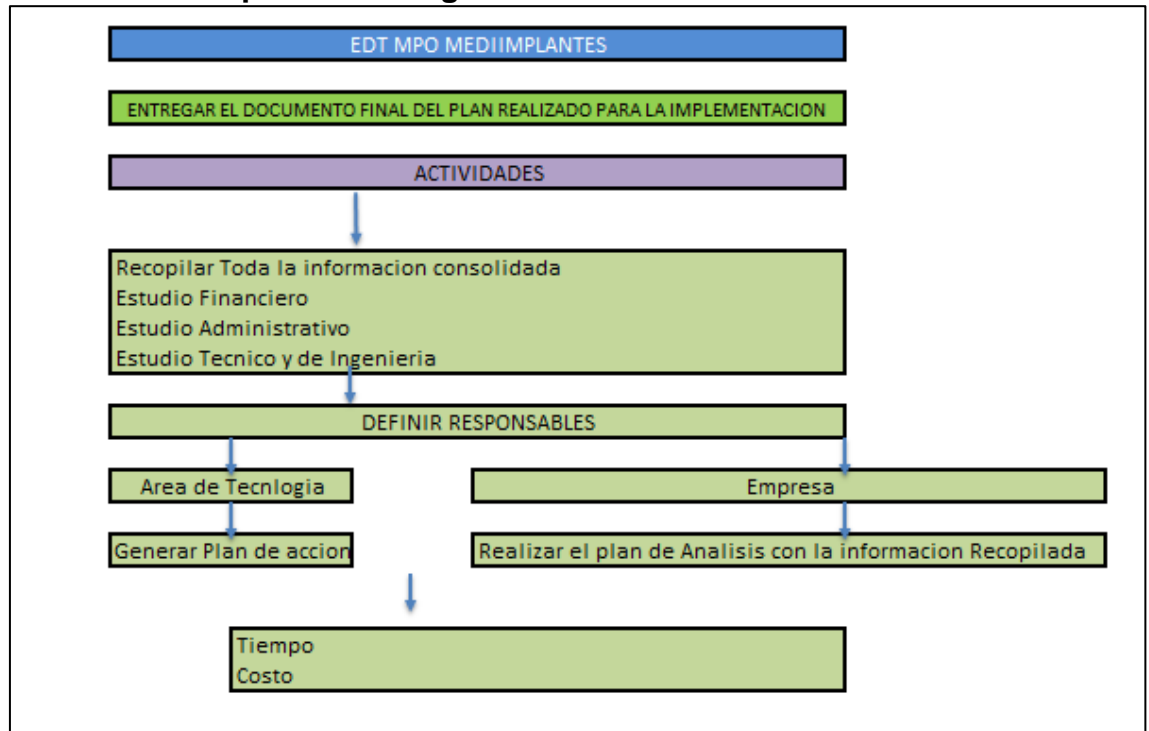 EDT MPO MEDIIMPLANTES
ENTREGAR EL DOCUMENTO FINAL DEL PLAN REALIZADO PARA LA IMPLEMENTACION
ACTIVIDADES
Recopilar Toda la informacion consolidada
Estudio Financiero
Estudio Administrativo
Estudio Tecnico y de Ingenieria
DEFINIR RESPONSABLES
Area de Tecnlogia
Empresa
Generar Plan de accion
Realizar el plan de Analisis con la informacion Recopilada
Tiempo
Costo